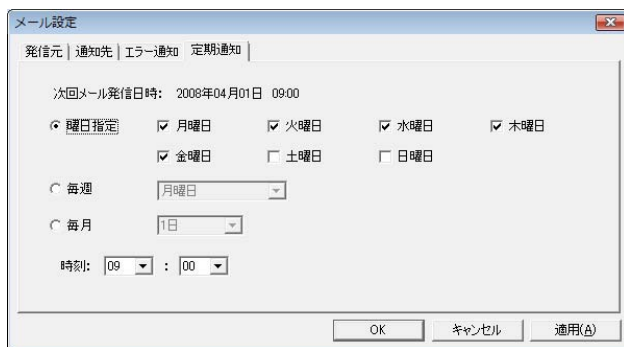 メール設定
発信元 通知先 エラー通知 定期通知
次回メール発信日時: 2008年04月01日 09:00
曜日指定 月曜日 火曜日 水曜日 木曜日
金曜日 土曜日 日曜日
毎週 月曜日
毎月 1日
時刻: 09 : 00
OK キャンセル 適用(A)